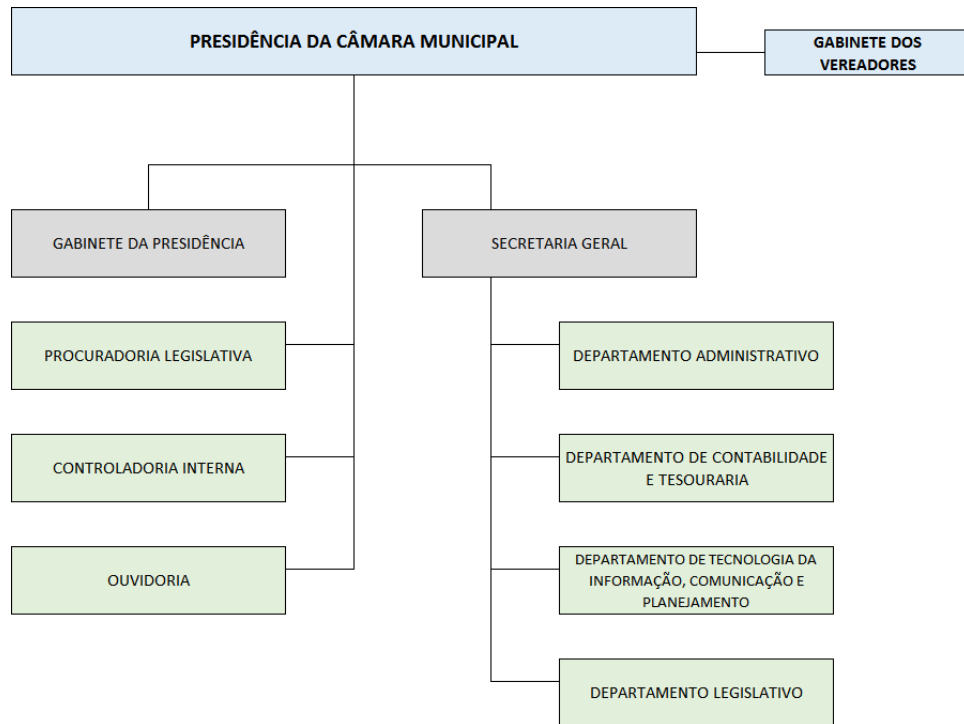 PRESIDÊNCIA DA CÂMARA MUNICIPAL
GABINETE DOS
VEREADORES
GABINETE DA PRESIDÊNCIA
SECRETARIA GERAL
PROCURADORIA LEGISLATIVA
DEPARTAMENTO ADMINISTRATIVO
CONTROLADORIA INTERNA
DEPARTAMENTO DE CONTABILIDADE
E TESOURARIA
OUVIDORIA
DEPARTAMENTO DE TECNOLOGIA DA
INFORMAÇÃO, COMUNICAÇÃO E
PLANEJAMENTO
DEPARTAMENTO LEGISLATIVO